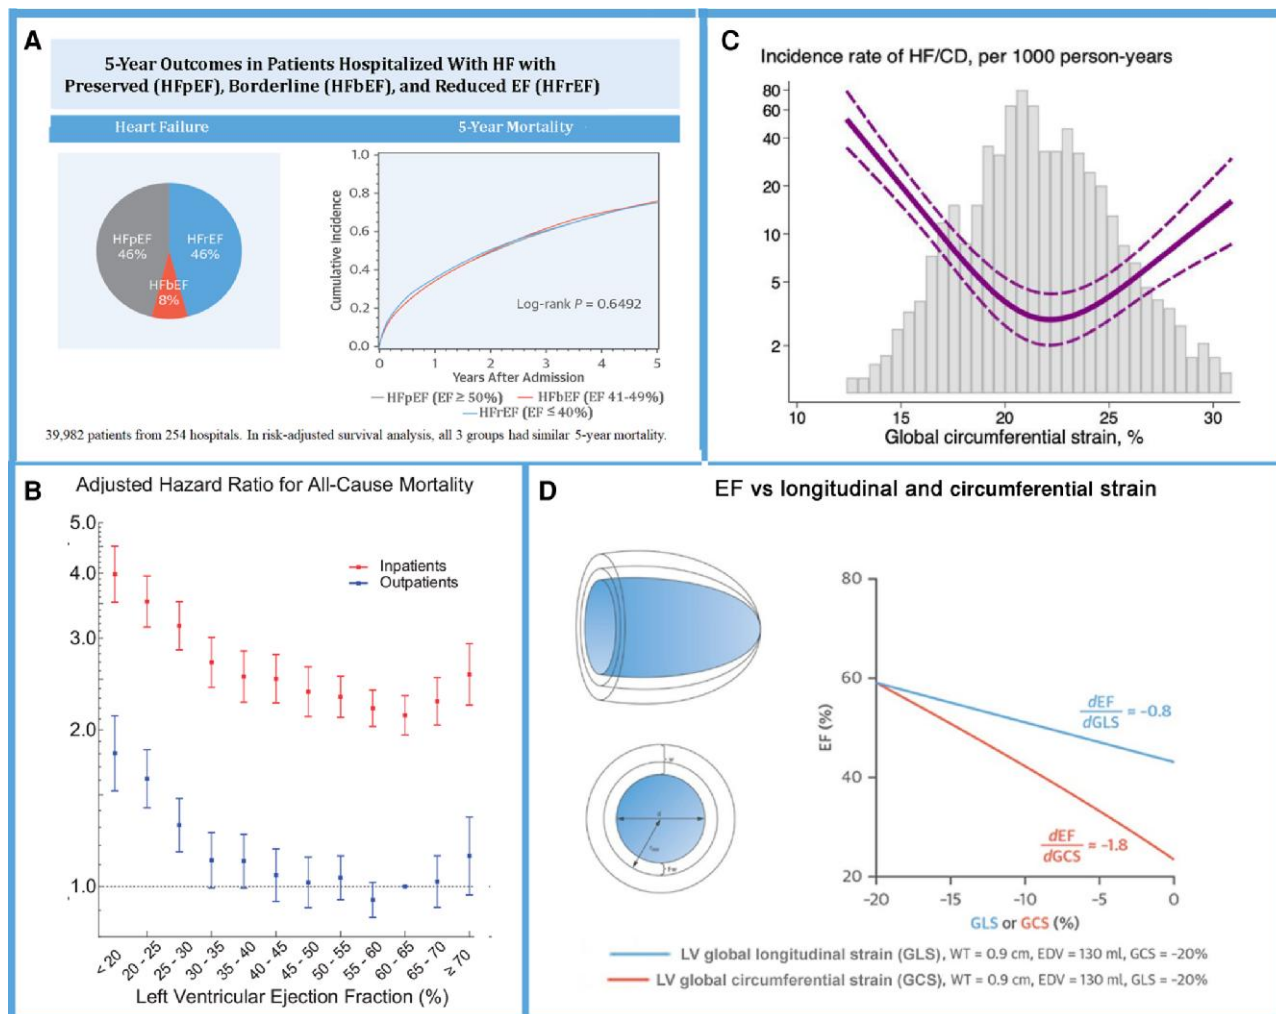 A
5-Year Outcomes in Patients Hospitalized With HF with
Preserved (HFpEF), Borderline (HFbEF), and Reduced EF (HFrEF)
Heart Failure
5-Year Mortality
HFpEF
46%
HFrEF
46%
HFbEF
8%
Cumulative Incidence
1.0
0.8
0.6
0.4
0.2
0.0
Log-rank P = 0.6492
0 1 2 3 4 5
Years After Admission
HFpEF (EF ≥ 50%) HFbEF (EF 41-49%)
HFrEF (EF ≤ 40%)
39,982 patients from 254 hospitals. In risk-adjusted survival analysis, all 3 groups had similar 5-year mortality.
C
Incidence rate of HF/CD, per 1000 person-years
80
60
40
20
10
5
2
10 15 20 25 30
Global circumferential strain, %
B
Adjusted Hazard Ratio for All-Cause Mortality
5.0
4.0
3.0
2.0
1.0
Inpatients
Outpatients
< 20 20 - 25 25 - 30 30 - 35 35 - 40 40 - 45 45 - 50 50 - 55 55 - 60 60 - 65 65 - 70 ≥ 70
Left Ventricular Ejection Fraction (%)
D
EF vs longitudinal and circumferential strain
EF (%)
80
60
40
20
dEF
dGLS
= -0.8
dEF
dGCS
= -1.8
-20 -15 -10 -5 0
GLS or GCS (%)
LV global longitudinal strain (GLS), WT = 0.9 cm, EDV = 130 ml, GCS = -20%
LV global circumferential strain (GCS), WT = 0.9 cm, EDV = 130 ml, GLS = -20%